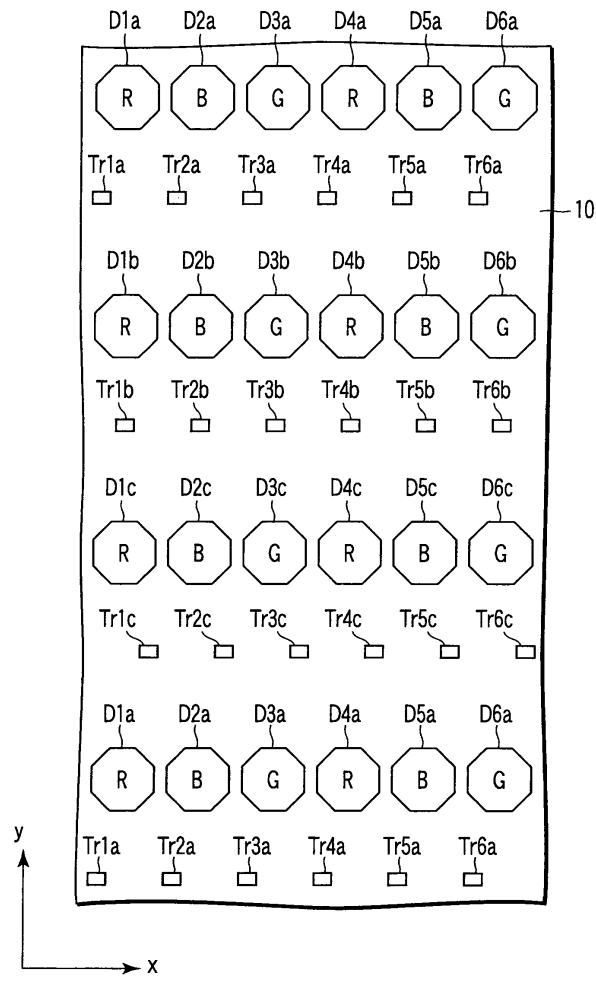 D1a D2a D3a D4a D5a D6a
R B G R B G
Tr1a Tr2a Tr3a Tr4a Tr5a Tr6a
10
D1b D2b D3b D4b D5b D6b
R B G R B G
Tr1b Tr2b Tr3b Tr4b Tr5b Tr6b
D1c D2c D3c D4c D5c D6c
R B G R B G
Tr1c Tr2c Tr3c Tr4c Tr5c Tr6c
D1a D2a D3a D4a D5a D6a
R B G R B G
Tr1a Tr2a Tr3a Tr4a Tr5a Tr6a
y
x